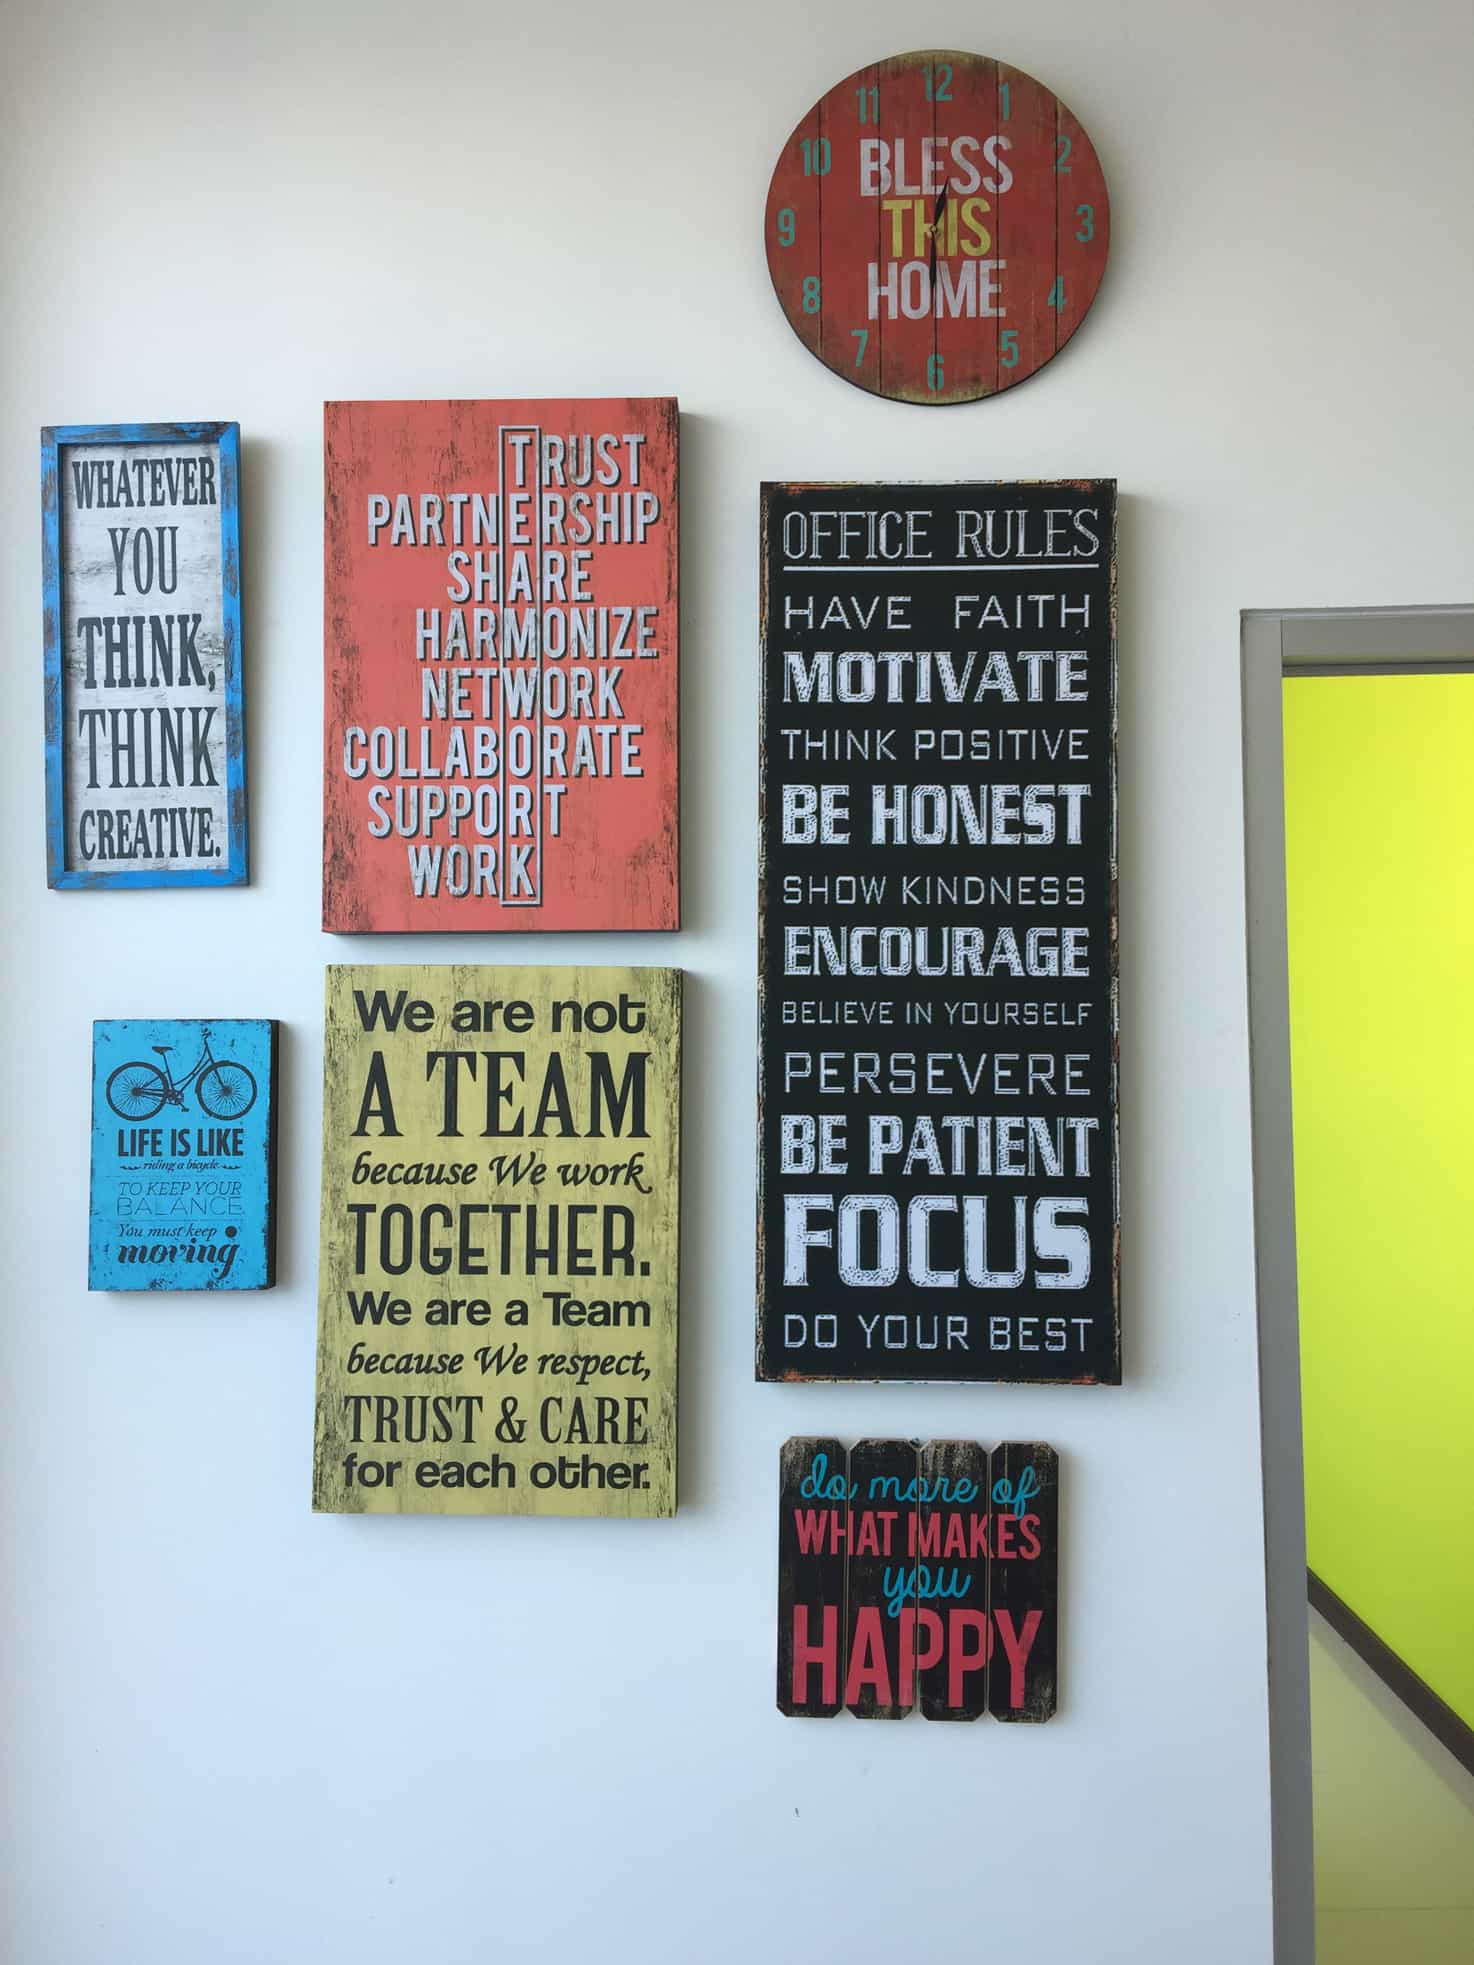 12
11 1
10 2
9 3
8 4
7 5
6
BLESS
THIS
HOME
WHATEVER
YOU
THINK,
THINK
CREATIVE.
TRUST
PARTNERSHIP
SHARE
HARMONIZE
NETWORK
COLLABORATE
SUPPORT
WORK
OFFICE RULES
HAVE FAITH
MOTIVATE
THINK POSITIVE
BE HONEST
SHOW KINDNESS
ENCOURAGE
BELIEVE IN YOURSELF
PERSEVERE
BE PATIENT
FOCUS
DO YOUR BEST
LIFE IS LIKE
riding a bicycle
TO KEEP YOUR
BALANCE
You must keep
moving
We are not
A TEAM
because We work
TOGETHER.
We are a Team
because We respect,
TRUST & CARE
for each other.
do more of
WHAT MAKES
you
HAPPY